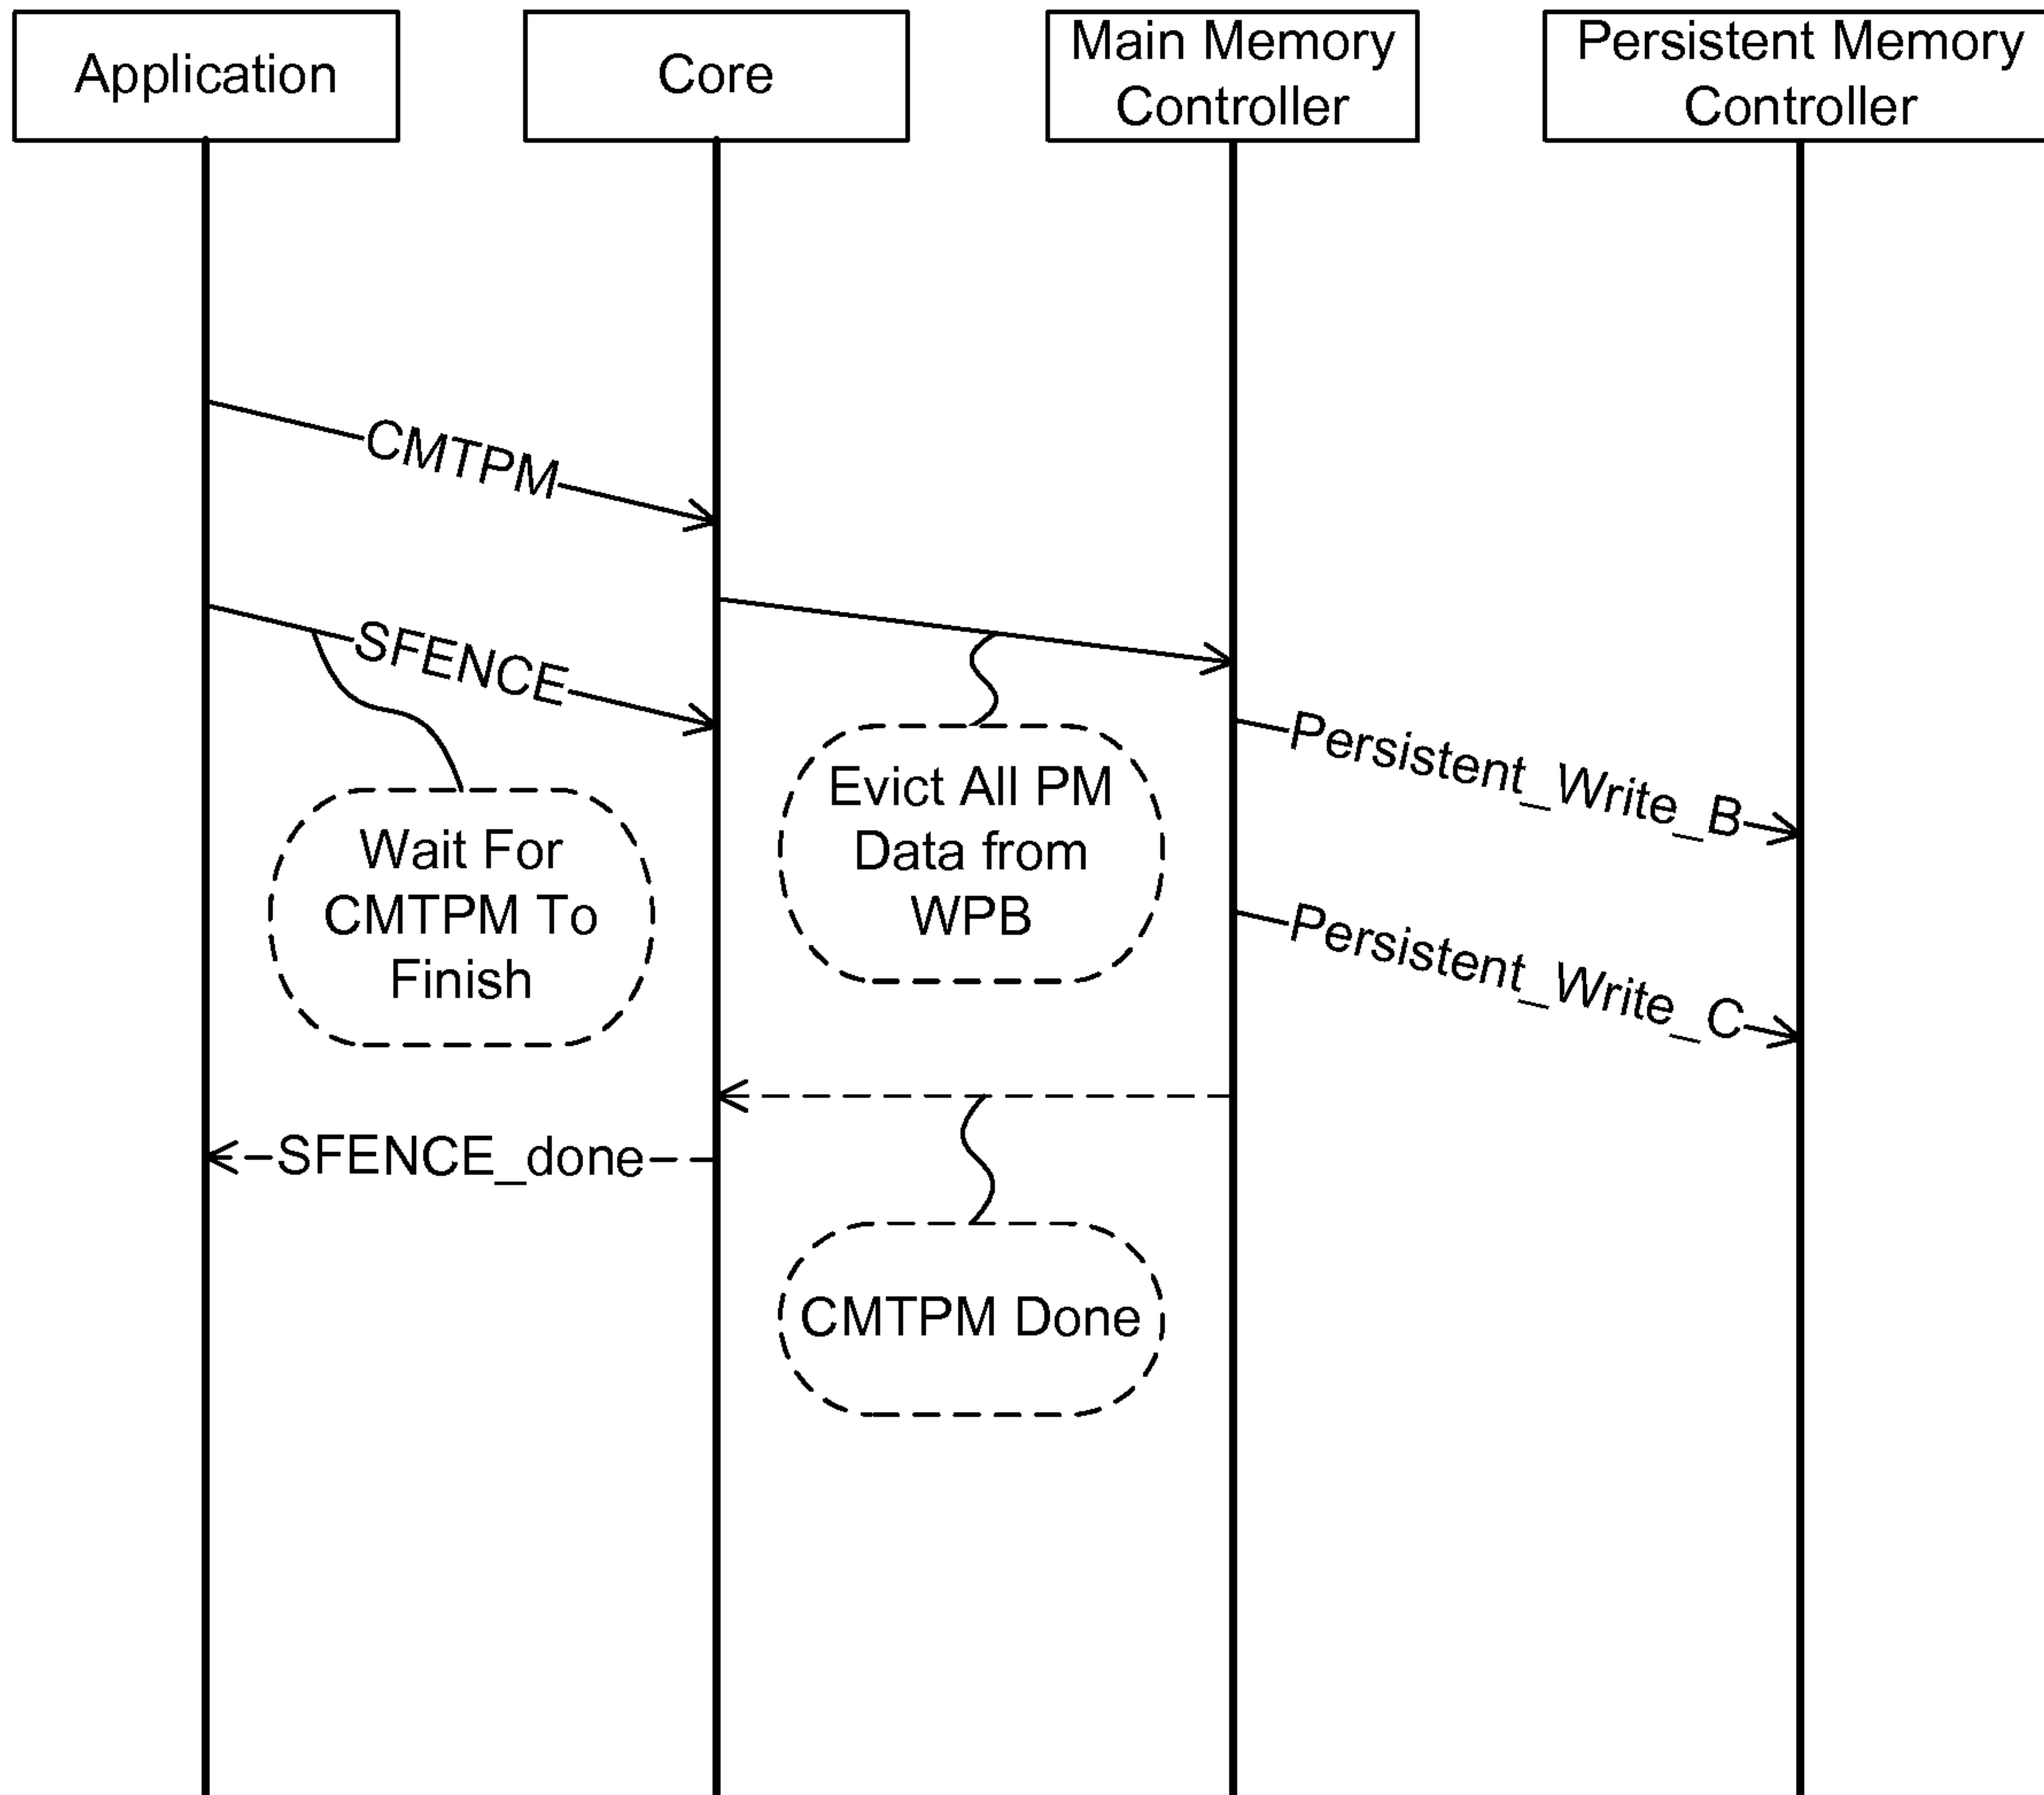 Application
Core
Main Memory
Controller
Persistent Memory
Controller
CMTPM
SFENCE
Persistent_Write_B
Evict All PM
Data from
WPB
Wait For
CMTPM To
Finish
Persistent_Write_C
SFENCE_done
CMTPM Done